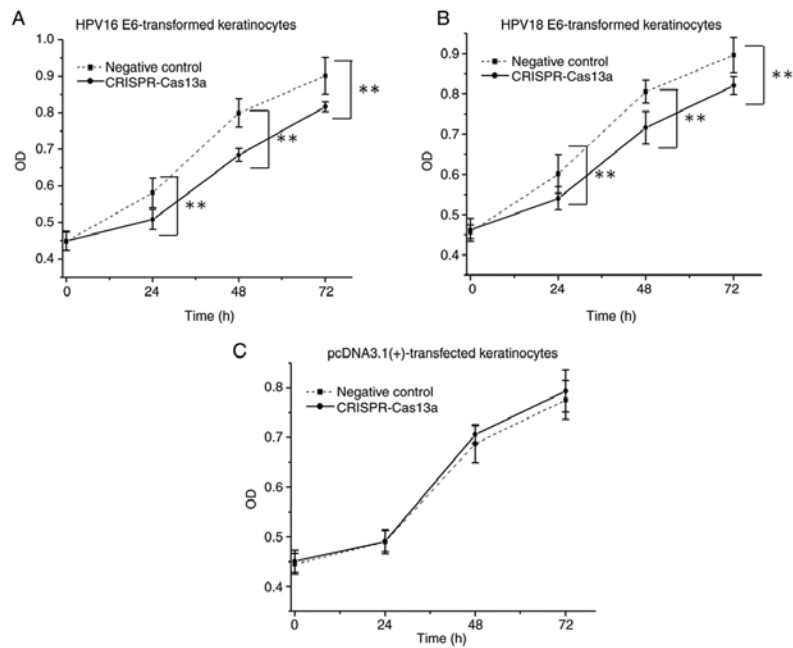 A
HPV16 E6-transformed keratinocytes
1.0
0.9
0.8
0.7
0.6
0.5
0.4
OD
Negative control
CRISPR-Cas13a
**
**
**
0
24
48
72
Time (h)
B
HPV18 E6-transformed keratinocytes
0.9
0.8
0.7
0.6
0.5
0.4
OD
Negative control
CRISPR-Cas13a
**
**
**
0
24
48
72
Time (h)
C
pcDNA3.1(+)-transfected keratinocytes
0.8
0.7
0.6
0.5
0.4
OD
Negative control
CRISPR-Cas13a
0
24
48
72
Time (h)